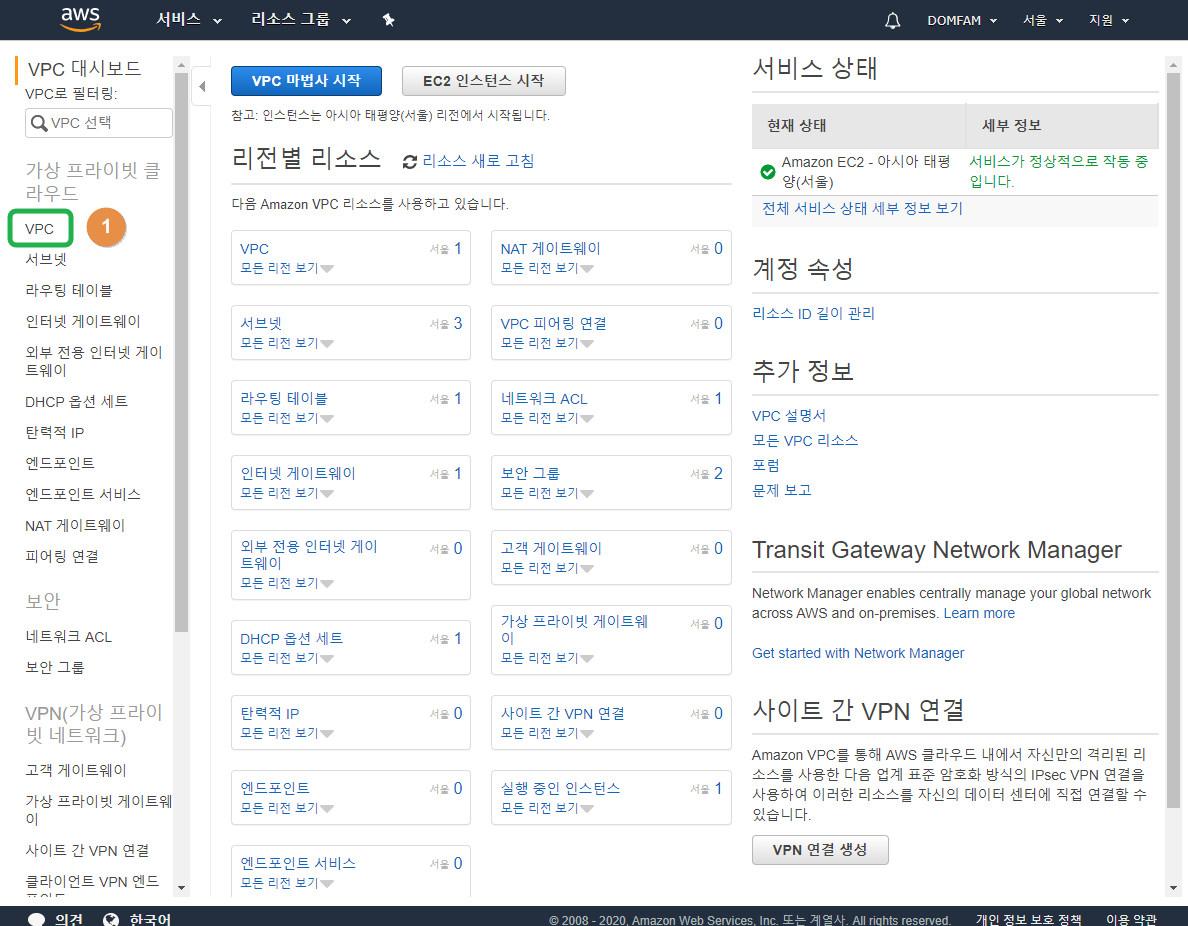 aws 서비스 리소스 그룹 DOMFAM 서울 지원
VPC 대시보드
VPC로 필터링:
VPC 선택
가상 프라이빗 클
라우드
VPC
1
서브넷
라우팅 테이블
인터넷 게이트웨이
외부 전용 인터넷 게이
트웨이
DHCP 옵션 세트
탄력적 IP
엔드포인트
엔드포인트 서비스
NAT 게이트웨이
피어링 연결
보안
네트워크 ACL
보안 그룹
VPN(가상 프라이
빗 네트워크)
고객 게이트웨이
가상 프라이빗 게이트웨
이
사이트 간 VPN 연결
클라이언트 VPN 엔드
VPC 마법사 시작 EC2 인스턴스 시작
참고: 인스턴스는 아시아 태평양(서울) 리전에서 시작됩니다.
리전별 리소스 리소스 새로 고침
다음 Amazon VPC 리소스를 사용하고 있습니다.
VPC 서울 1
모든 리전 보기
NAT 게이트웨이 서울 0
모든 리전 보기
서브넷 서울 3
모든 리전 보기
VPC 피어링 연결 서울 0
모든 리전 보기
라우팅 테이블 서울 1
모든 리전 보기
네트워크 ACL 서울 1
모든 리전 보기
인터넷 게이트웨이 서울 1
모든 리전 보기
보안 그룹 서울 2
모든 리전 보기
외부 전용 인터넷 게이 서울 0
트웨이
모든 리전 보기
고객 게이트웨이 서울 0
모든 리전 보기
DHCP 옵션 세트 서울 1
모든 리전 보기
가상 프라이빗 게이트웨 서울 0
이
모든 리전 보기
탄력적 IP 서울 0
모든 리전 보기
사이트 간 VPN 연결 서울 0
모든 리전 보기
엔드포인트 서울 0
모든 리전 보기
실행 중인 인스턴스 서울 1
모든 리전 보기
엔드포인트 서비스 서울 0
모든 리전 보기
서비스 상태
현재 상태 세부 정보
Amazon EC2 - 아시아 태평 서비스가 정상적으로 작동 중
양(서울) 입니다.
전체 서비스 상태 세부 정보 보기
계정 속성
리소스 ID 길이 관리
추가 정보
VPC 설명서
모든 VPC 리소스
포럼
문제 보고
Transit Gateway Network Manager
Network Manager enables centrally manage your global network
across AWS and on-premises. Learn more
Get started with Network Manager
사이트 간 VPN 연결
Amazon VPC를 통해 AWS 클라우드 내에서 자신만의 격리된 리
소스를 사용한 다음 업계 표준 암호화 방식의 IPsec VPN 연결을
사용하여 이러한 리소스를 자신의 데이터 센터에 직접 연결할 수
있습니다.
VPN 연결 생성
의견 한국어 © 2008 - 2020, Amazon Web Services, Inc. 또는 계열사. All rights reserved. 개인 정보 보호 정책 이용 약관